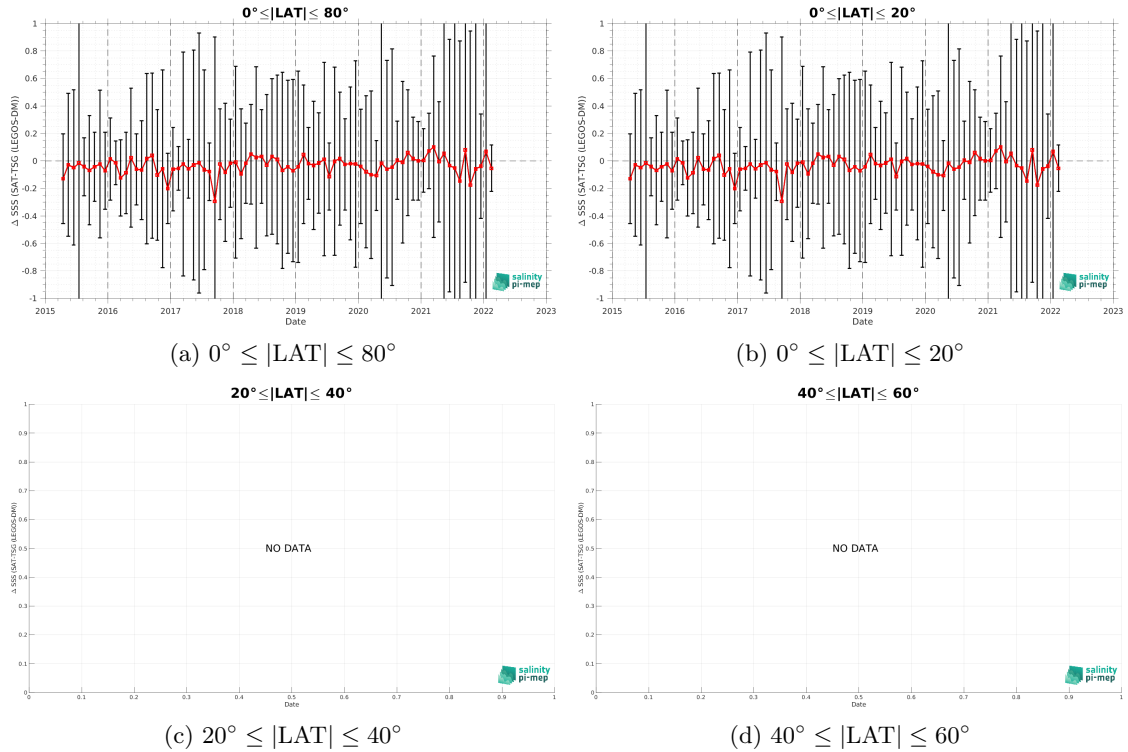 0°≤|LAT|≤ 80°
Δ SSS (SAT-TSG (LEGOS-DM))
1
0.8
0.6
0.4
0.2
0
-0.2
-0.4
-0.6
-0.8
-1
2015 2016 2017 2018 2019 2020 2021 2022 2023
Date
salinity
pi-mep
(a) 0° ≤ |LAT| ≤ 80°
0°≤|LAT|≤ 20°
Δ SSS (SAT-TSG (LEGOS-DM))
1
0.8
0.6
0.4
0.2
0
-0.2
-0.4
-0.6
-0.8
-1
2015 2016 2017 2018 2019 2020 2021 2022 2023
Date
salinity
pi-mep
(b) 0° ≤ |LAT| ≤ 20°
20°≤|LAT|≤ 40°
Δ SSS (SAT-TSG (LEGOS-DM))
1
0.9
0.8
0.7
0.6
0.5
0.4
0.3
0.2
0.1
0
NO DATA
0 0.1 0.2 0.3 0.4 0.5 0.6 0.7 0.8 0.9 1
Date
salinity
pi-mep
(c) 20° ≤ |LAT| ≤ 40°
40°≤|LAT|≤ 60°
Δ SSS (SAT-TSG (LEGOS-DM))
1
0.9
0.8
0.7
0.6
0.5
0.4
0.3
0.2
0.1
0
NO DATA
0 0.1 0.2 0.3 0.4 0.5 0.6 0.7 0.8 0.9 1
Date
salinity
pi-mep
(d) 40° ≤ |LAT| ≤ 60°